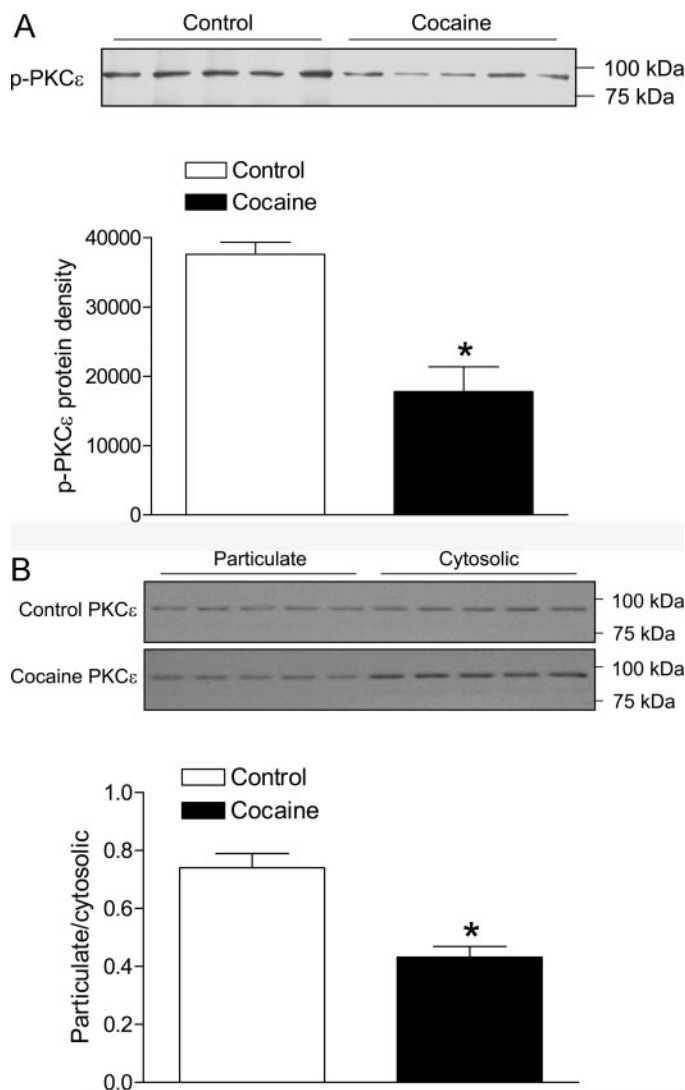 A
Control Cocaine
p-PKCε
100 kDa
75 kDa
Control
Cocaine
p-PKCε protein density
40000
30000
20000
10000
0
*
B
Particulate Cytosolic
Control PKCε
100 kDa
75 kDa
Cocaine PKCε
100 kDa
75 kDa
Control
Cocaine
Particulate/cytosolic
1.0
0.8
0.6
0.4
0.2
0.0
*